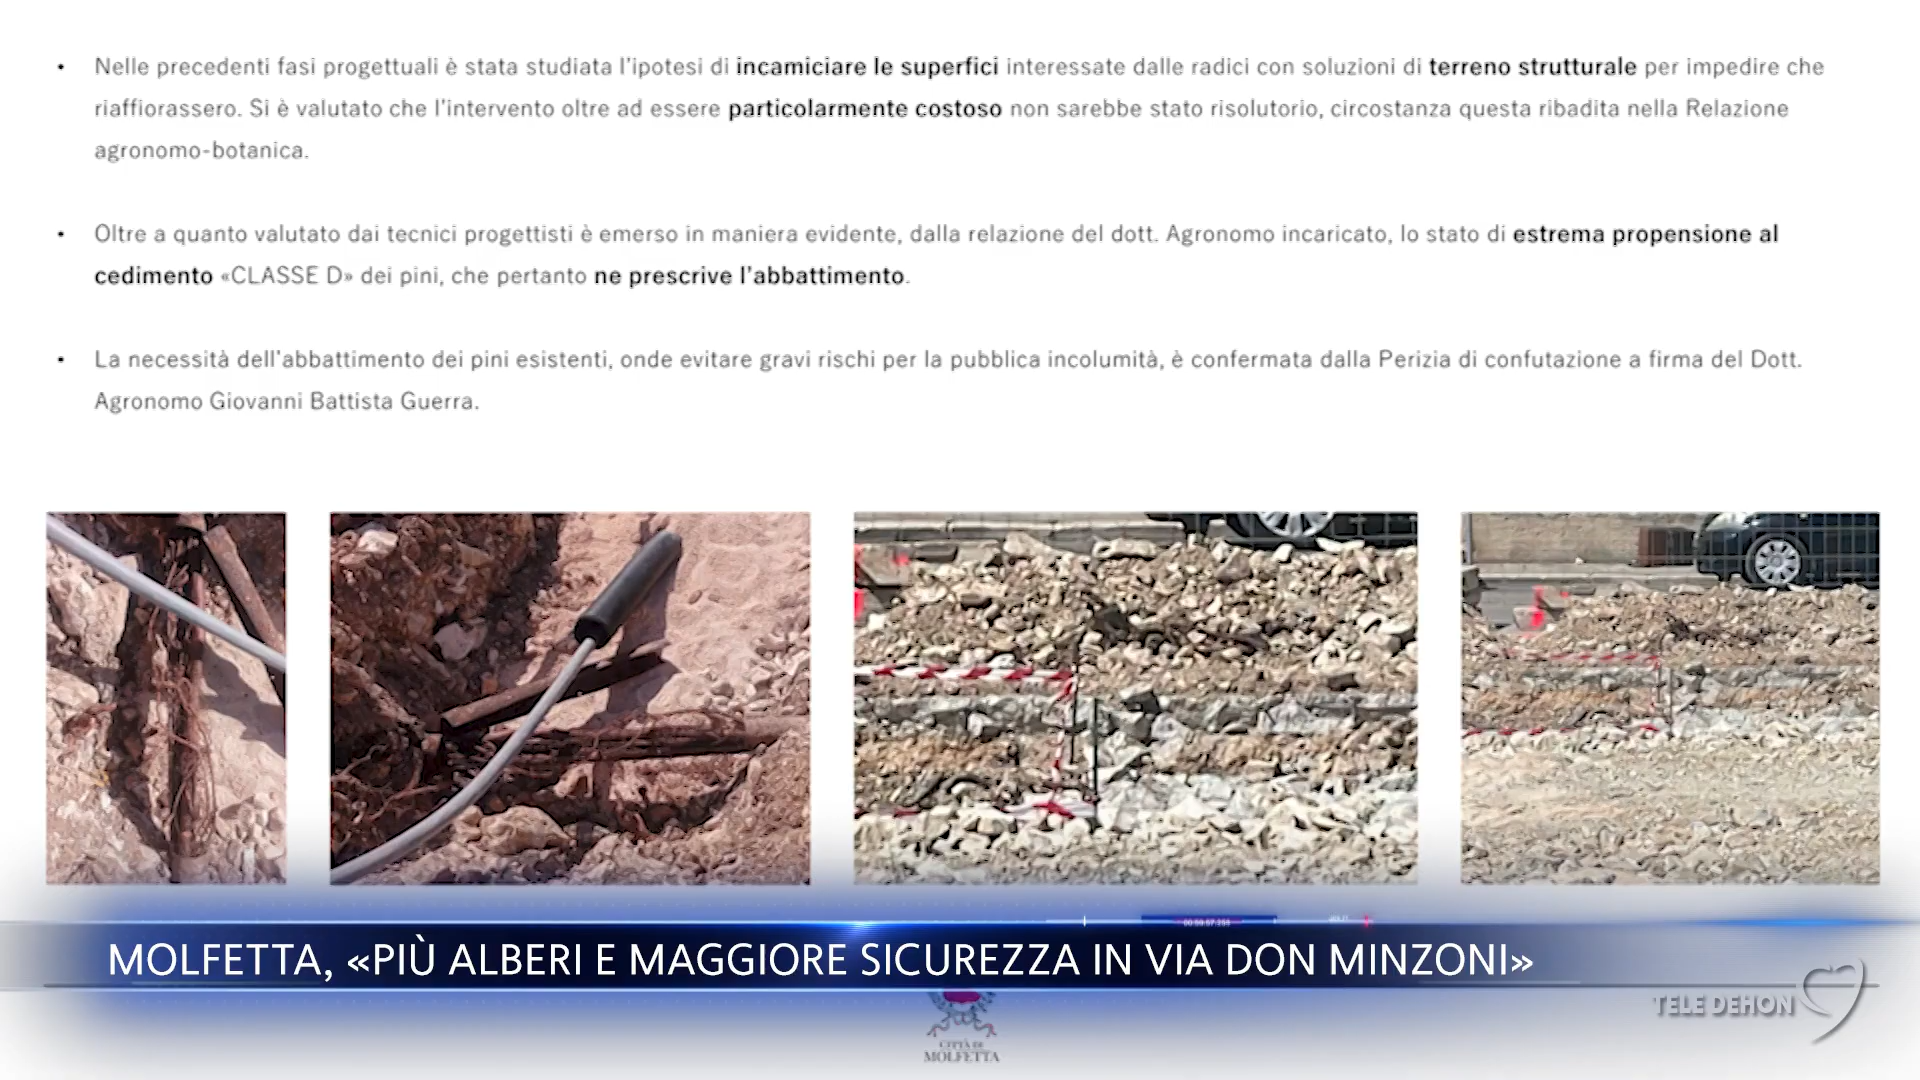 • Nelle precedenti fasi progettuali è stata studiata l'ipotesi di incamiciare le superfici interessate dalle radici con soluzioni di terreno strutturale per impedire che
riaffiorassero. Si è valutato che l'intervento oltre ad essere particolarmente costoso non sarebbe stato risolutorio, circostanza questa ribadita nella Relazione
agronomo-botanica.
• Oltre a quanto valutato dai tecnici progettisti è emerso in maniera evidente, dalla relazione del dott. Agronomo incaricato, lo stato di estrema propensione al
cedimento «CLASSE D» dei pini, che pertanto ne prescrive l'abbattimento.
• La necessità dell'abbattimento dei pini esistenti, onde evitare gravi rischi per la pubblica incolumità, è confermata dalla Perizia di confutazione a firma del Dott.
Agronomo Giovanni Battista Guerra.
MOLFETTA, «PIÙ ALBERI E MAGGIORE SICUREZZA IN VIA DON MINZONI»
TELE DEHON
CITTÀ DI
MOLFETTA